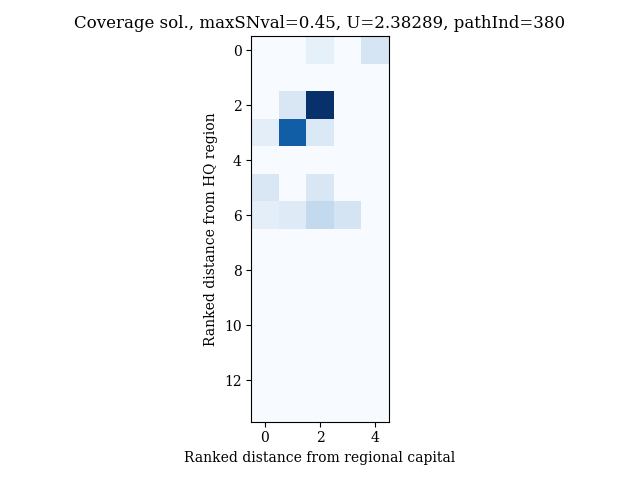 Coverage sol., maxSNval=0.45, U=2.38289, pathInd=380
0
2
4
6
8
10
12
Ranked distance from HQ region
0 2 4
Ranked distance from regional capital